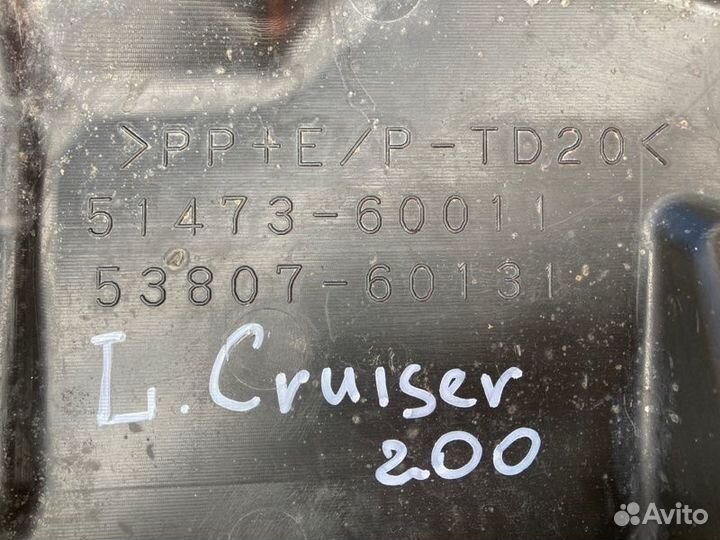 >PP+E/P-TD20<
51473-60011
53807-60131
L. Cruiser
200
Avito